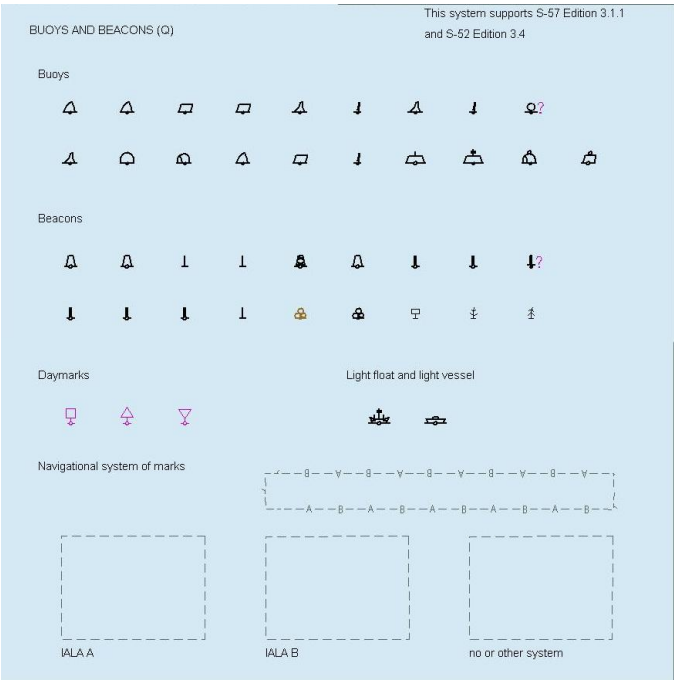 This system supports S-57 Edition 3.1.1
and S-52 Edition 3.4
BUOYS AND BEACONS (Q)
Buoys
?
Beacons
?
Daymarks
Light float and light vessel
Navigational system of marks
B A B A B A B A B A
A B A B A B A B A B
IALA A
IALA B
no or other system